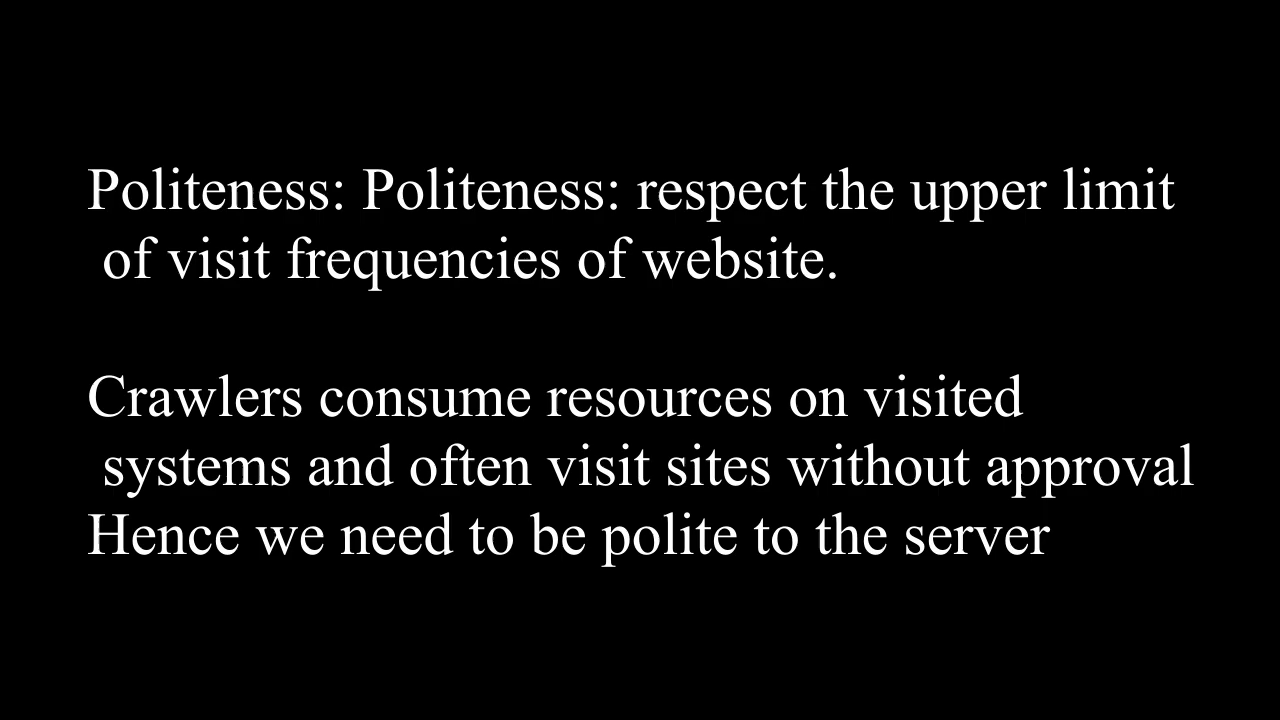 Politeness: Politeness: respect the upper limit
of visit frequencies of website.
Crawlers consume resources on visited
systems and often visit sites without approval
Hence we need to be polite to the server